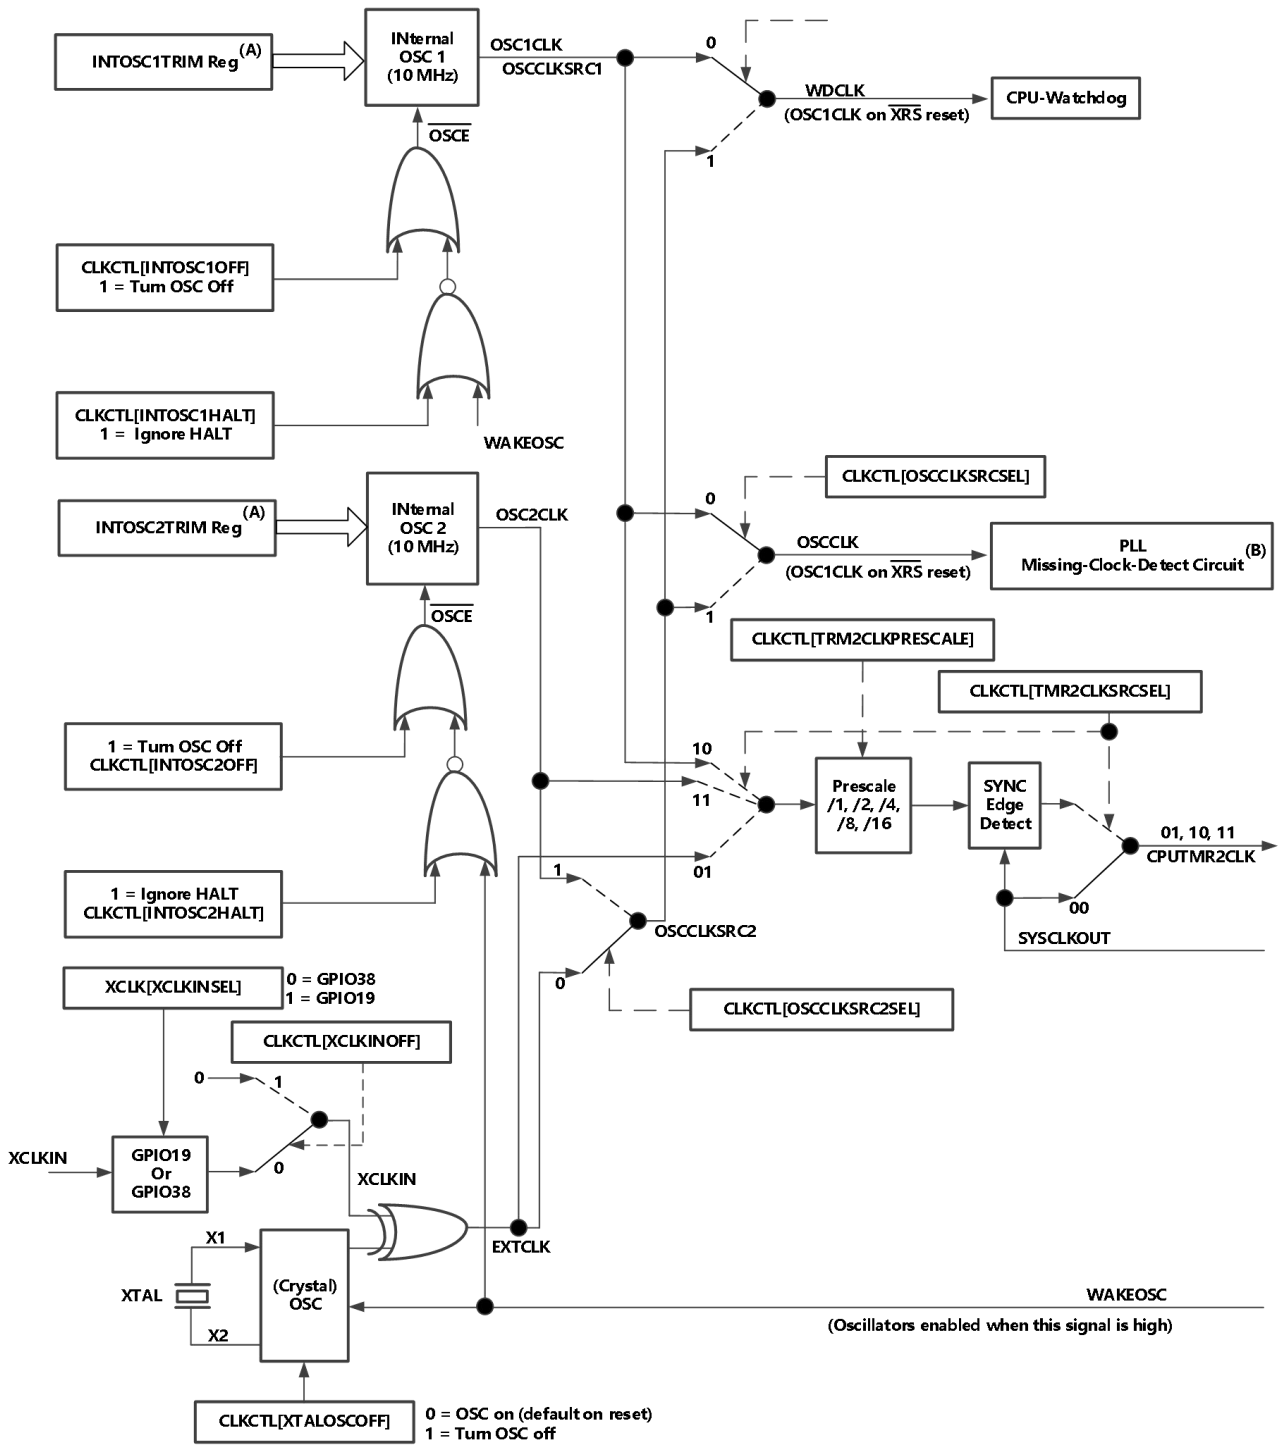 INTOSC1TRIM Reg (A)
INternal
OSC 1
(10 MHz)
OSC1CLK
OSCCLKSRC1
0
WDCLK
(OSC1CLK on XRS reset)
CPU-Watchdog
1
OSCE
CLKCTL[INTOSC1OFF]
1 = Turn OSC Off
CLKCTL[INTOSC1HALT]
1 = Ignore HALT
WAKEOSC
INTOSC2TRIM Reg (A)
INternal
OSC 2
(10 MHz)
OSC2CLK
CLKCTL[OSCCLKSRCSEL]
0
OSCCLK
(OSC1CLK on XRS reset)
PLL
Missing-Clock-Detect Circuit (B)
1
OSCE
CLKCTL[TRM2CLKPRESCALE]
CLKCTL[TMR2CLKSRCSEL]
1 = Turn OSC Off
CLKCTL[INTOSC2OFF]
10
11
01
Prescale
/1, /2, /4,
/8, /16
SYNC
Edge
Detect
01, 10, 11
CPUTMR2CLK
00
SYSCLKOUT
1 = Ignore HALT
CLKCTL[INTOSC2HALT]
1
OSCCLKSRC2
0
CLKCTL[OSCCLKSRC2SEL]
XCLK[XCLKINSEL]
0 = GPIO38
1 = GPIO19
CLKCTL[XCLKINOFF]
0
1
XCLKIN
GPIO19
Or
GPIO38
0
XCLKIN
EXTCLK
X1
XTAL
X2
(Crystal)
OSC
WAKEOSC
(Oscillators enabled when this signal is high)
CLKCTL[XTALOSCOFF]
0 = OSC on (default on reset)
1 = Turn OSC off